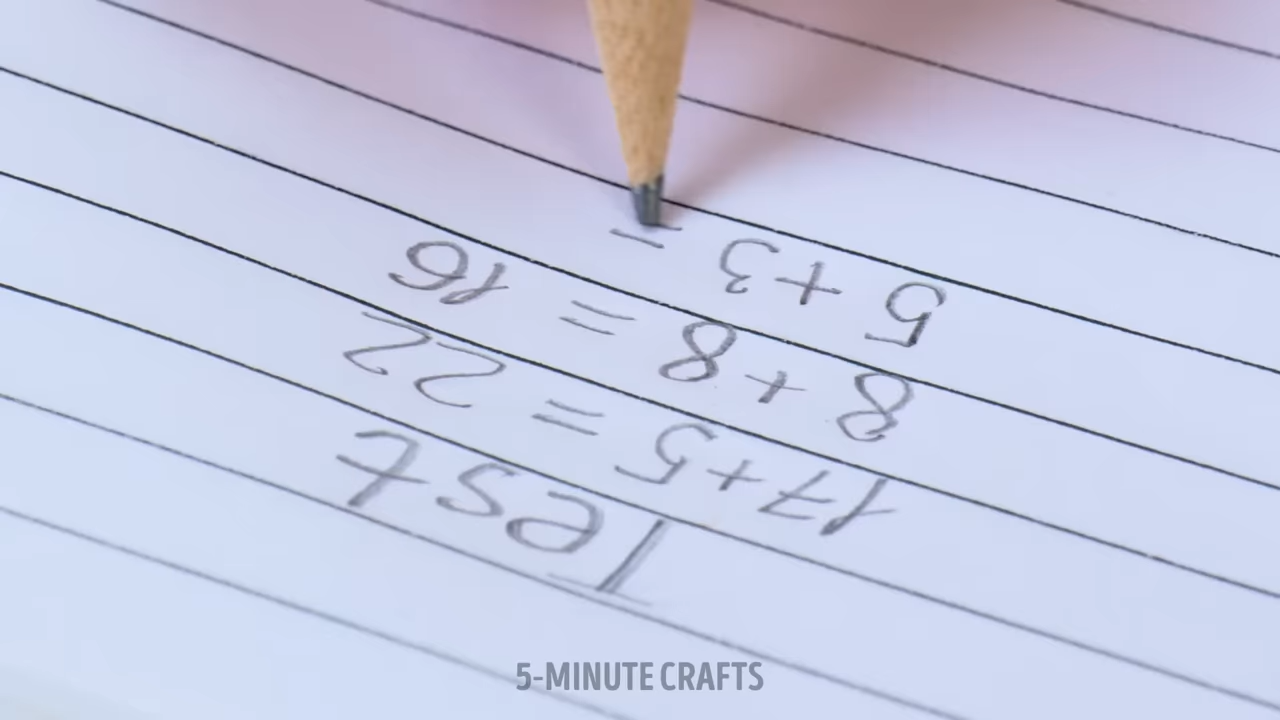 Test
17+5 = 22
8+8 = 16
5+3 =
5-MINUTE CRAFTS